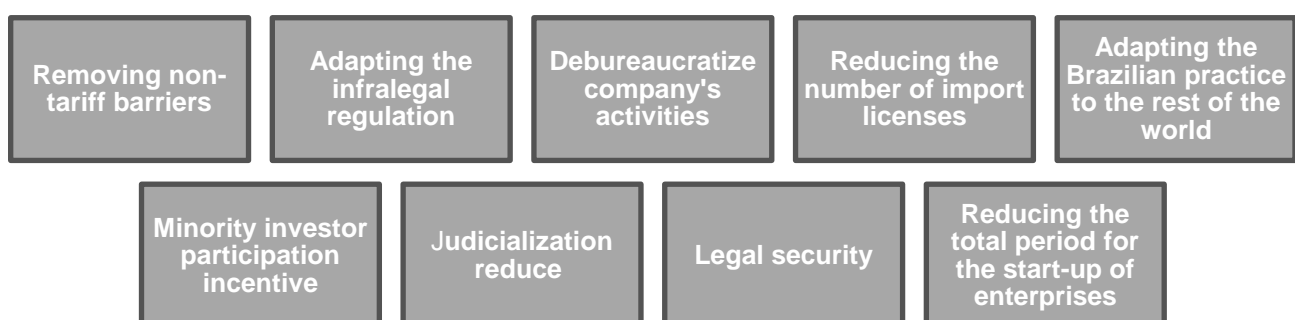 Removing non-
tariff barriers
Adapting the
infralegal
regulation
Debureaucratize
company's
activities
Reducing the
number of import
licenses
Adapting the
Brazilian practice
to the rest of the
world
Minority investor
participation
incentive
Judicialization
reduce
Legal security
Reducing the
total period for
the start-up of
enterprises